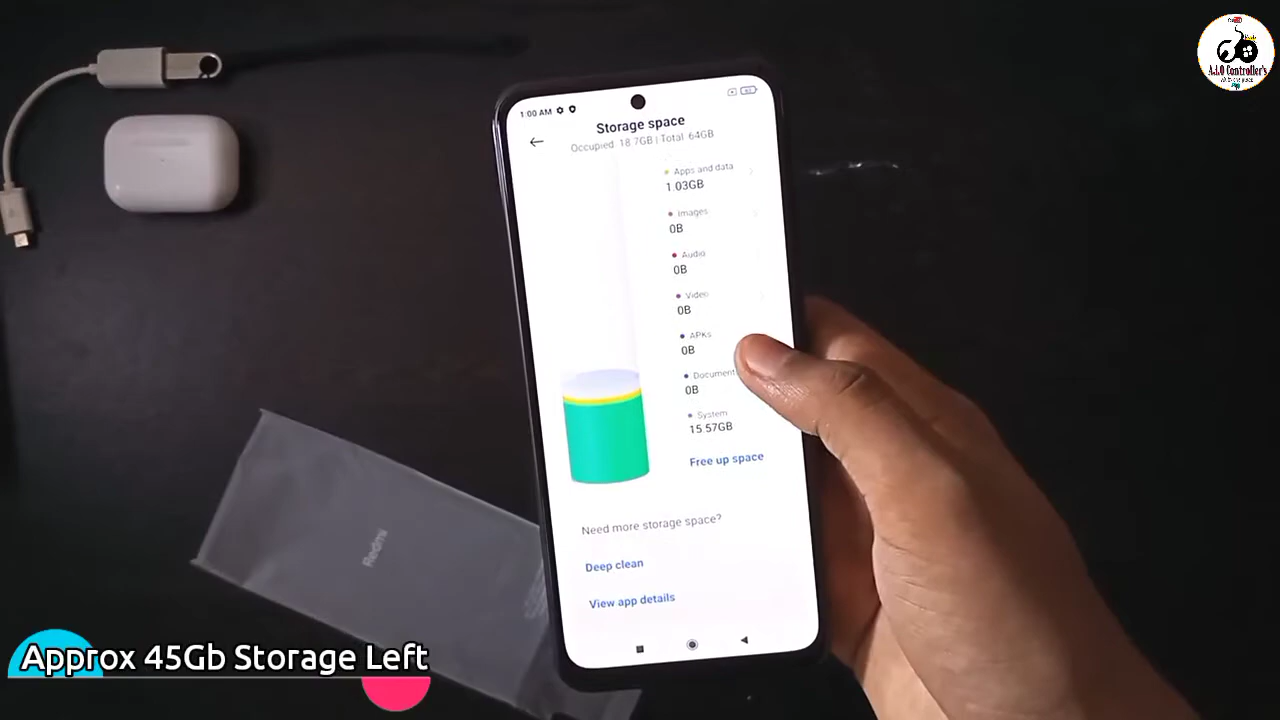 A.I.O Controller's
1:00 AM
Storage space
Occupied 18.7GB | Total 64GB
Apps and data
1.03GB
Images
0B
Audio
0B
Video
0B
APKs
0B
Document
0B
System
15.57GB
Free up space
Need more storage space?
Deep clean
View app details
Redmi
Approx 45Gb Storage Left